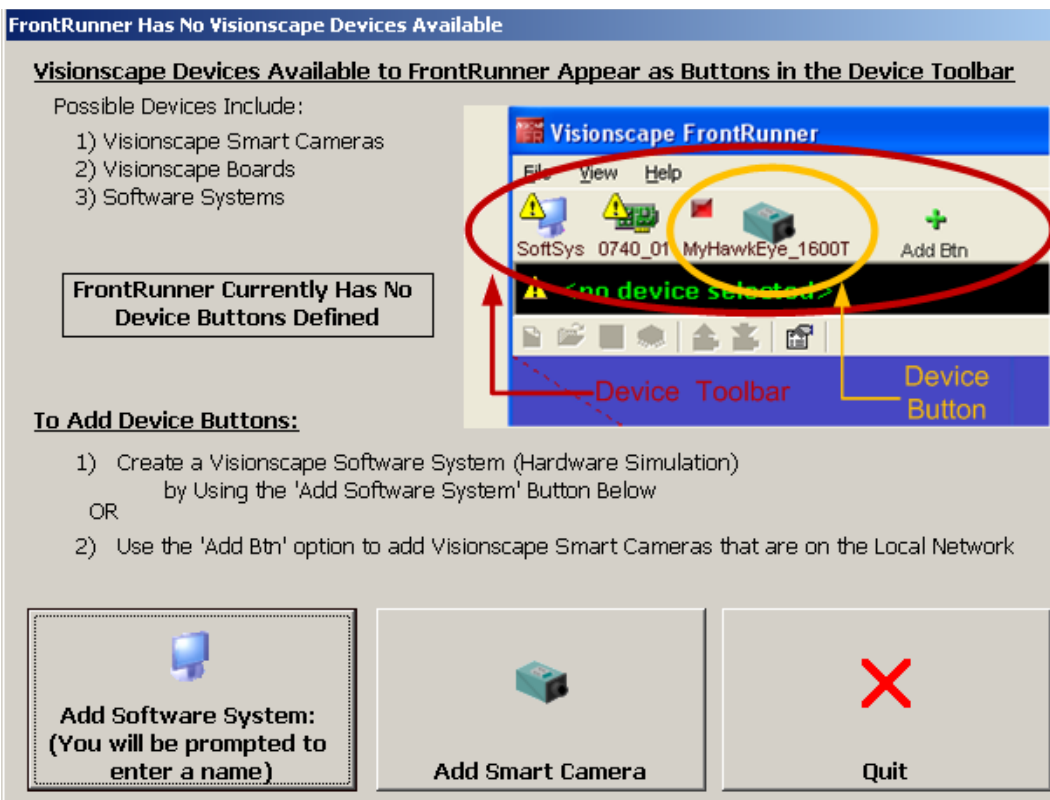 FrontRunner Has No Visionscape Devices Available
Visionscape Devices Available to FrontRunner Appear as Buttons in the Device Toolbar
Possible Devices Include:
1) Visionscape Smart Cameras
2) Visionscape Boards
3) Software Systems
FrontRunner Currently Has No
Device Buttons Defined
Visionscape FrontRunner
File View Help
SoftSys 0740_01 MyHawkEye_1600T Add Btn
<no device selected>
Device Toolbar
Device
Button
To Add Device Buttons:
1) Create a Visionscape Software System (Hardware Simulation)
by Using the 'Add Software System' Button Below
OR
2) Use the 'Add Btn' option to add Visionscape Smart Cameras that are on the Local Network
Add Software System:
(You will be prompted to
enter a name)
Add Smart Camera
Quit